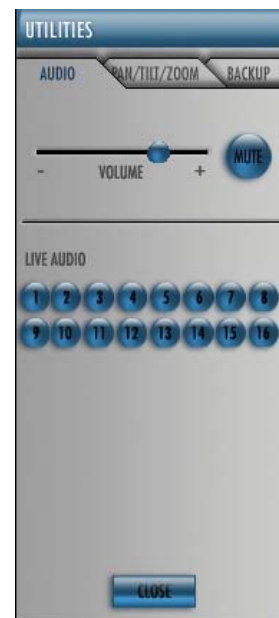 UTILITIES
AUDIO PAN/TILT/ZOOM BACKUP
MUTE
- VOLUME +
LIVE AUDIO
1 2 3 4 5 6 7 8
9 10 11 12 13 14 15 16
CLOSE